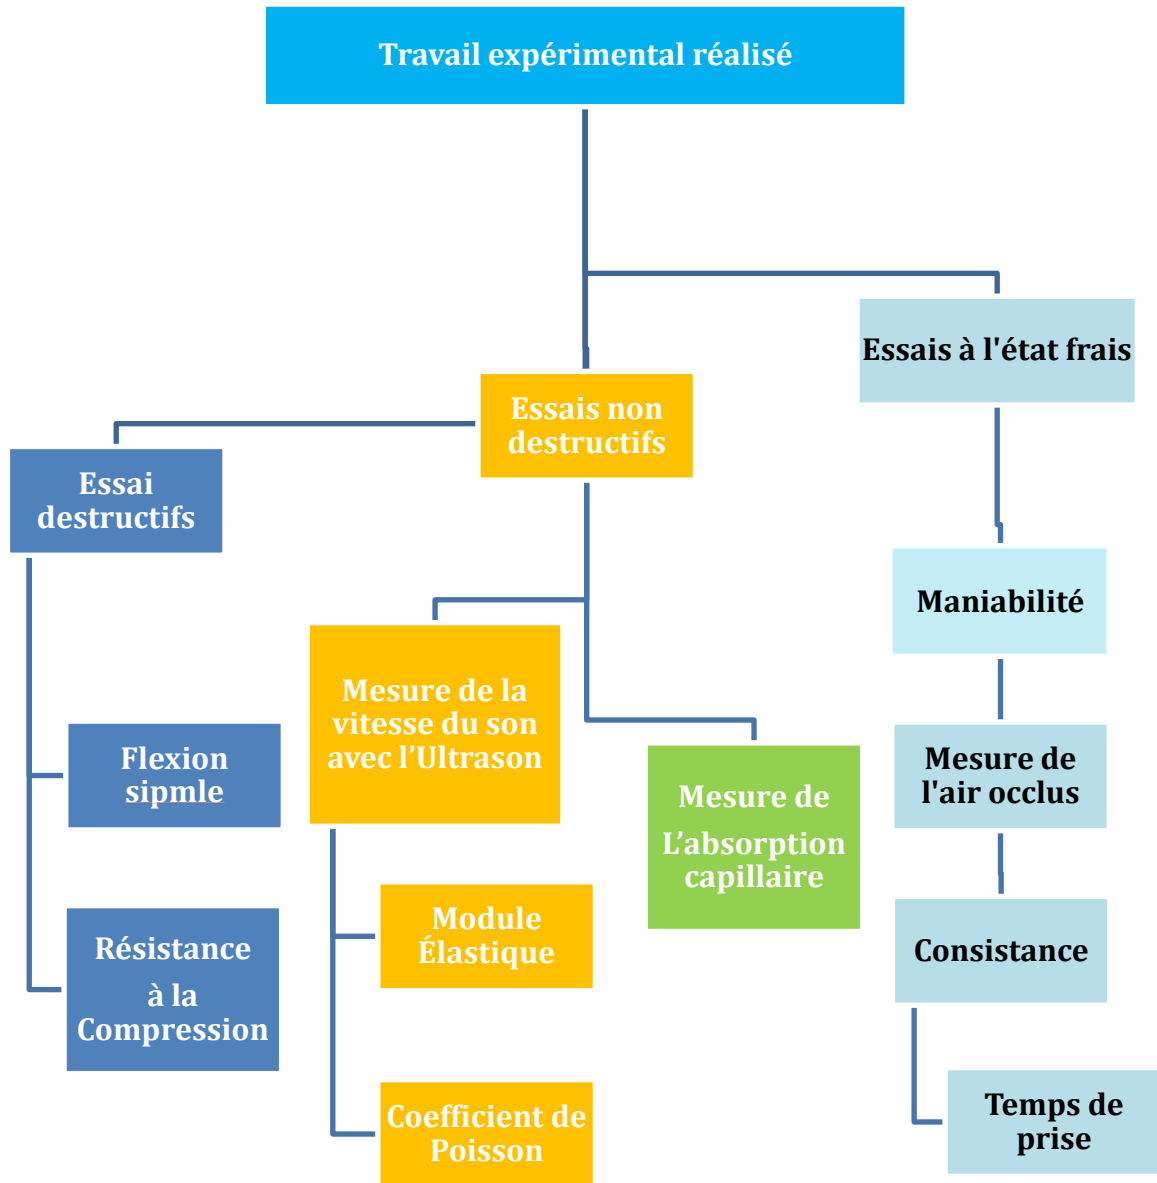 Travail expérimental réalisé
Essais à l'état frais
Essais non
destructifs
Essai
destructifs
Maniabilité
Mesure de la
vitesse du son
avec l’Ultrason
Flexion
sipmle
Mesure de
l'air occlus
Mesure de
L’absorption
capillaire
Module
Élastique
Consistance
Résistance
à la
Compression
Temps de
prise
Coefficient de
Poisson